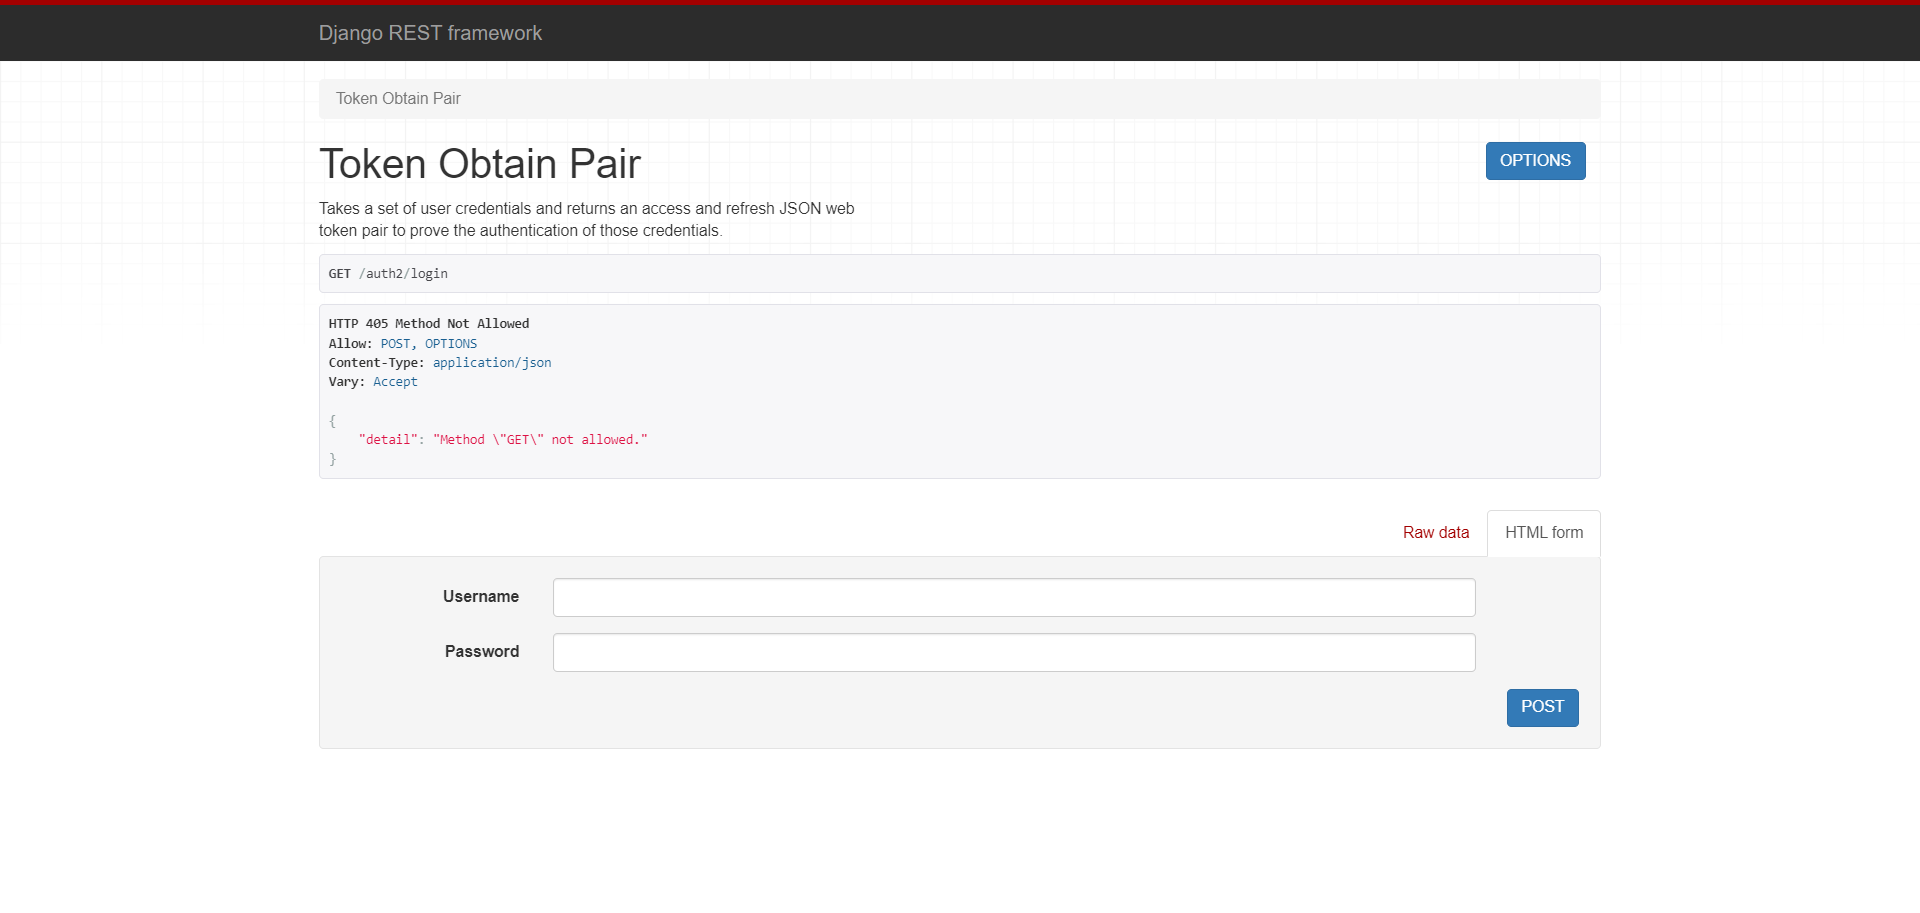 Django REST framework
Token Obtain Pair
Token Obtain Pair
OPTIONS
Takes a set of user credentials and returns an access and refresh JSON web
token pair to prove the authentication of those credentials.
GET /auth2/login
HTTP 405 Method Not Allowed
Allow: POST, OPTIONS
Content-Type: application/json
Vary: Accept
{
    "detail": "Method \"GET\" not allowed."
}
Raw data
HTML form
Username
Password
POST